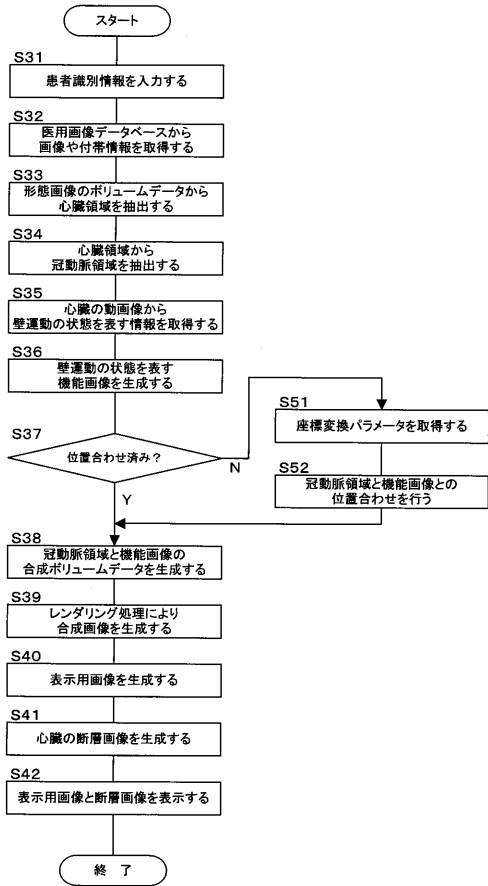 スタート
S31
患者識別情報を入力する
S32
医用画像データベースから
画像や付帯情報を取得する
S33
形態画像のボリュームデータから
心臓領域を抽出する
S34
心臓領域から
冠動脈領域を抽出する
S35
心臓の動画像から
壁運動の状態を表す情報を取得する
S36
壁運動の状態を表す
機能画像を生成する
S37
位置合わせ済み?
N
Y
S51
座標変換パラメータを取得する
S52
冠動脈領域と機能画像との
位置合わせを行う
S38
冠動脈領域と機能画像の
合成ボリュームデータを生成する
S39
レンダリング処理により
合成画像を生成する
S40
表示用画像を生成する
S41
心臓の断層画像を生成する
S42
表示用画像と断層画像を表示する
終了